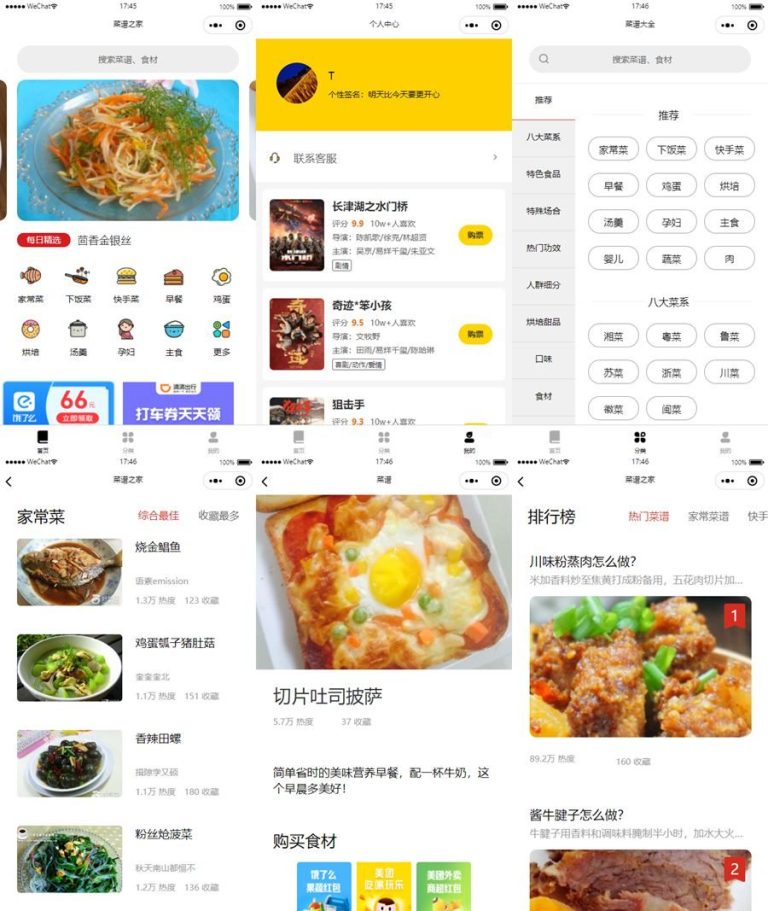 ●●●●● WeChat
17:45
100%
菜谱之家
搜索菜谱、食材
每日精选
茴香金银丝
家常菜
下饭菜
快手菜
早餐
鸡蛋
烘培
汤羹
孕妇
主食
更多
饿了么
66元
立即领取
滴滴出行
打车券天天领
首页
分类
我的
●●●●● WeChat
17:45
100%
个人中心
T
个性签名：明天比今天要更开心
联系客服
长津湖之水门桥
评分 9.9 10w+人喜欢
导演：陈凯歌/徐克/林超贤
主演：吴京/易烊千玺/朱亚文
剧情
购票
奇迹*笨小孩
评分 9.5 10w+人喜欢
导演：文牧野
主演：田雨/易烊千玺/陈哈琳
喜剧/动作/爱情
购票
狙击手
评分 9.3 10w+人喜欢
购票
首页
分类
我的
●●●●● WeChat
17:46
100%
菜谱大全
搜索菜谱、食材
推荐
八大菜系
特色食品
特殊场合
热门功效
人群细分
烘焙甜品
口味
食材
推荐
家常菜
下饭菜
快手菜
早餐
鸡蛋
烘培
汤羹
孕妇
主食
婴儿
蔬菜
肉
八大菜系
湘菜
粤菜
鲁菜
苏菜
浙菜
川菜
徽菜
闽菜
首页
分类
我的
●●●●● WeChat
17:46
100%
菜谱之家
家常菜
综合最佳
收藏最多
烧金鲳鱼
语素emission
1.3万 热度 123 收藏
鸡蛋瓠子猪肚菇
奎奎奎北
1.1万 热度 151 收藏
香辣田螺
捐隙孛又硕
1.1万 热度 180 收藏
粉丝炝菠菜
秋天南山都恒不
1.2万 热度 136 收藏
●●●●● WeChat
17:46
100%
菜谱
切片吐司披萨
5.7万 热度 37 收藏
简单省时的美味营养早餐，配一杯牛奶，这
个早晨多美好！
购买食材
饿了么
果蔬红包
美团
吃喝玩乐
美团外卖
商超红包
●●●●● WeChat
17:46
100%
菜谱之家
排行榜
热门菜谱
家常菜谱
快手
川味粉蒸肉怎么做？
米加香料炒至焦黄打成粉备用，五花肉切片加...
1
89.2万 热度 160 收藏
酱牛腱子怎么做？
牛腱子用香料和调味料腌制半小时，加水大火...
2